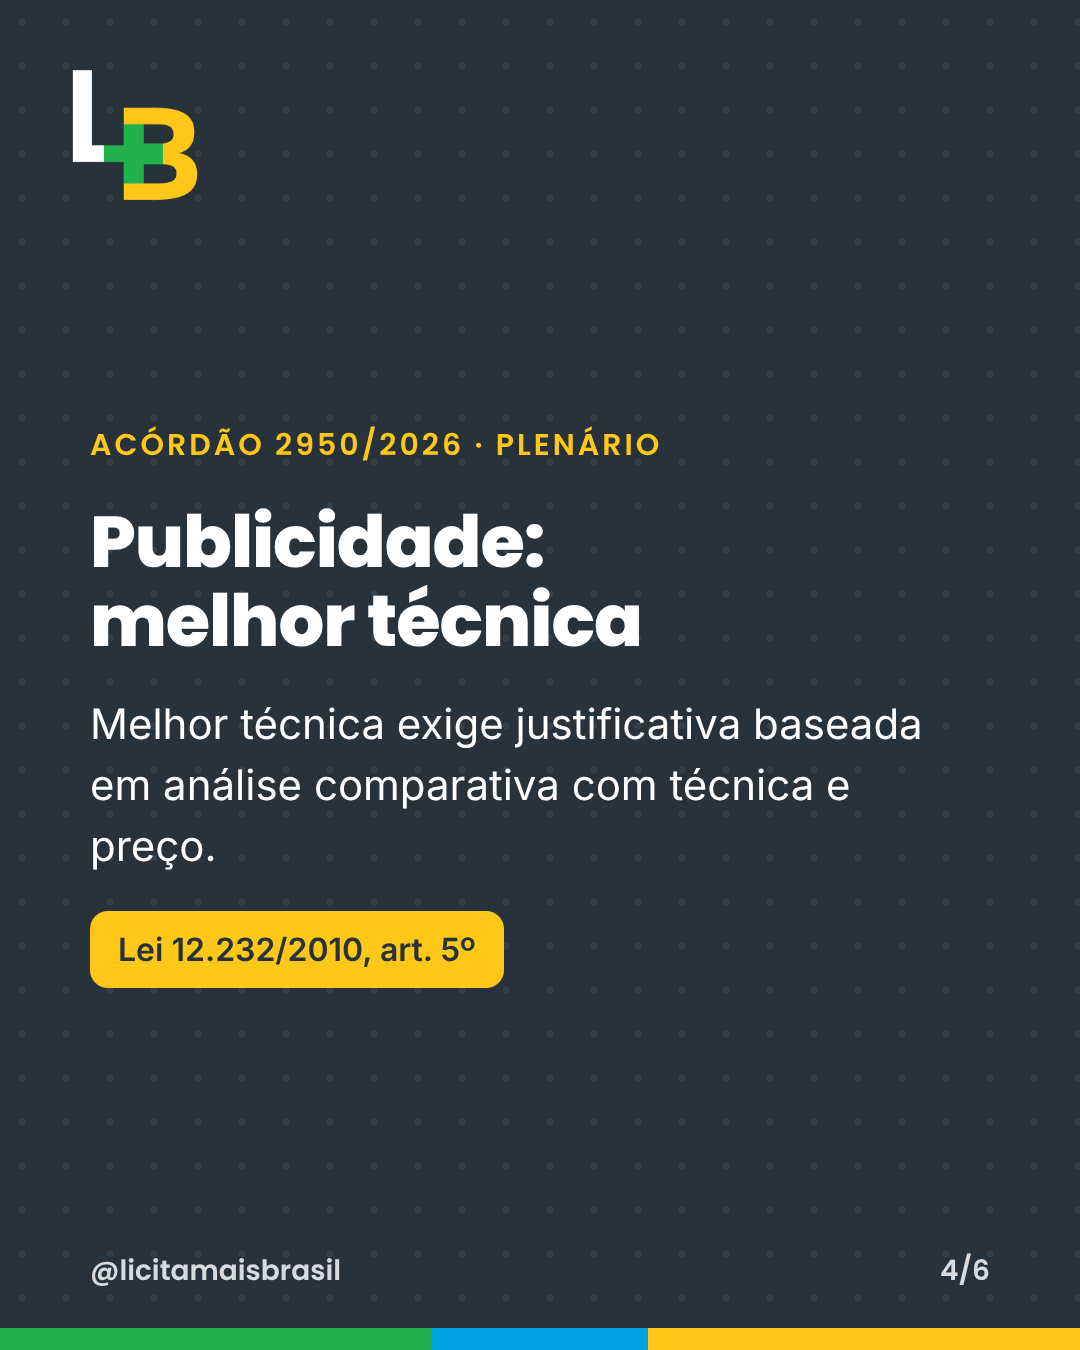 L+B
ACÓRDÃO 2950/2026 · PLENÁRIO
Publicidade:
melhor técnica
Melhor técnica exige justificativa baseada
em análise comparativa com técnica e
preço.
Lei 12.232/2010, art. 5º
@licitamaisbrasil
4/6